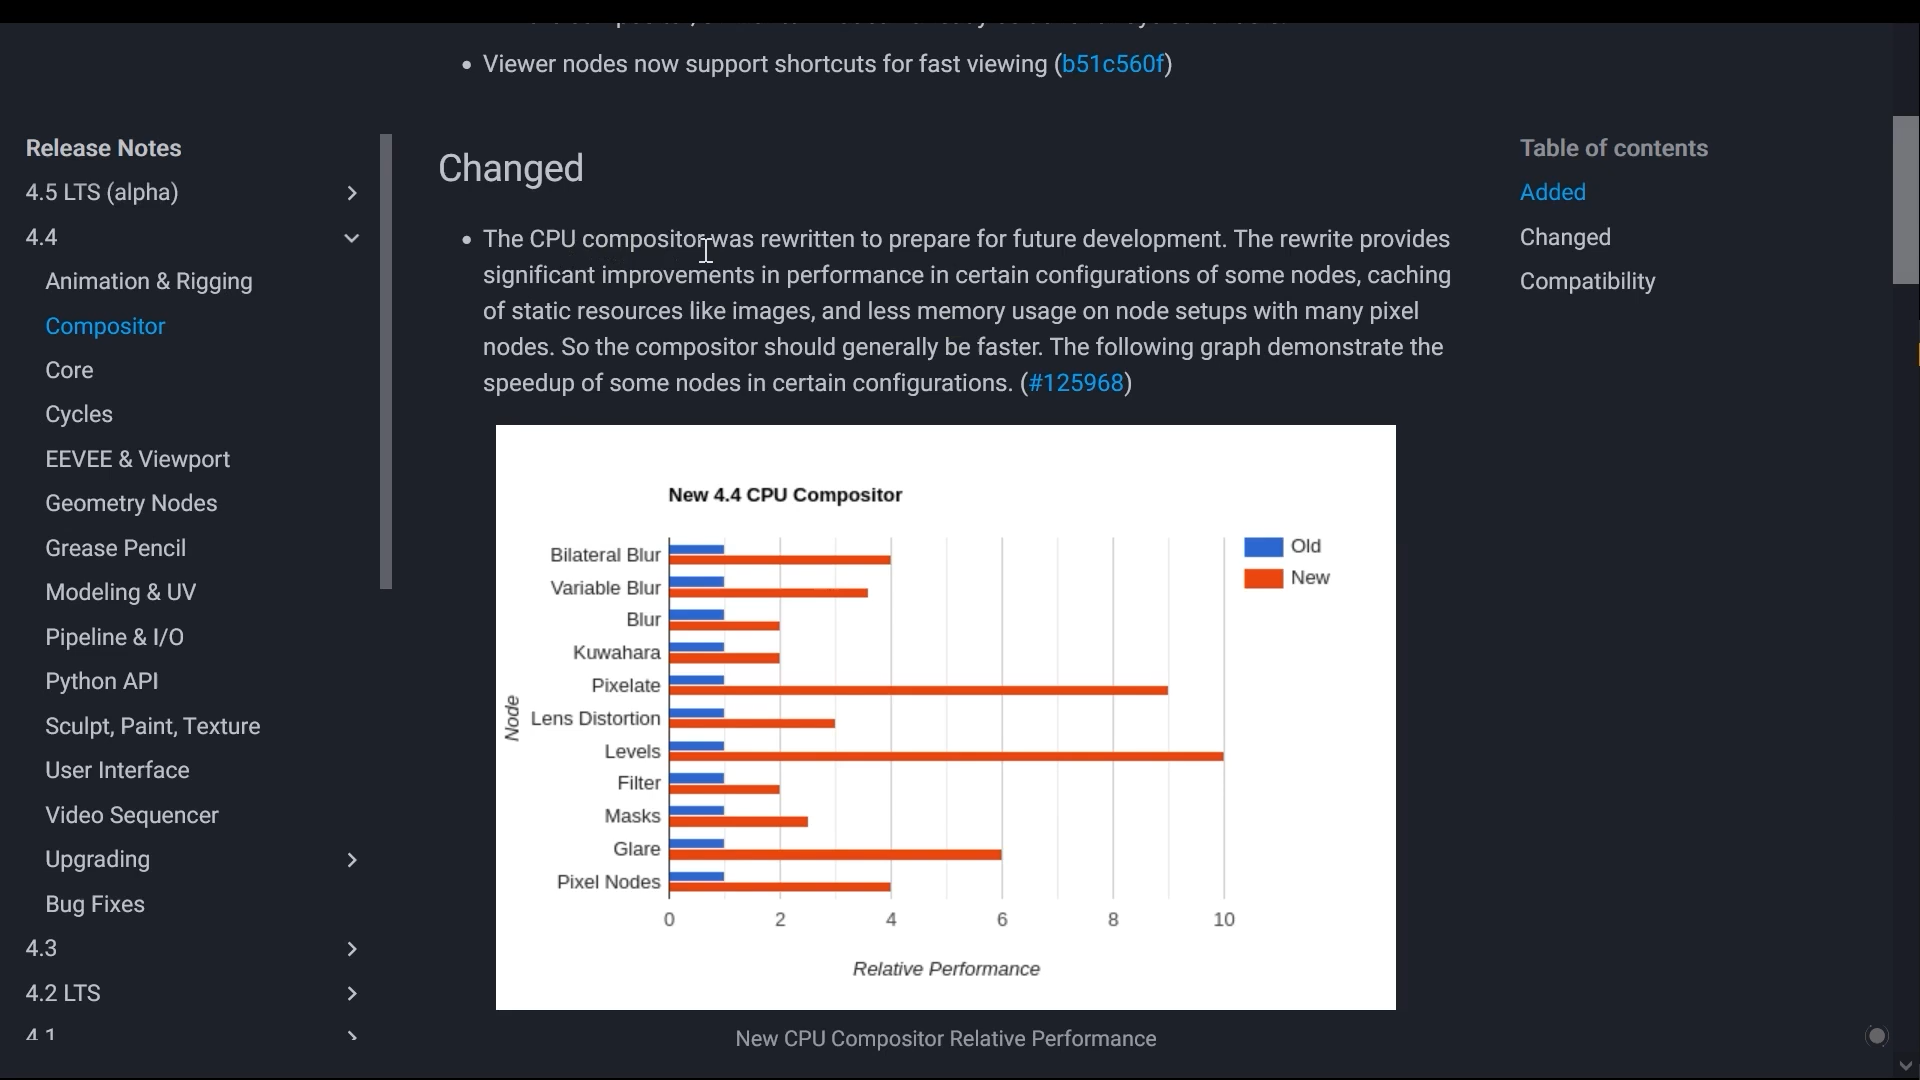 Viewer nodes now support shortcuts for fast viewing (b51c560f)
Release Notes
4.5 LTS (alpha)
4.4
Animation & Rigging
Compositor
Core
Cycles
EEVEE & Viewport
Geometry Nodes
Grease Pencil
Modeling & UV
Pipeline & I/O
Python API
Sculpt, Paint, Texture
User Interface
Video Sequencer
Upgrading
Bug Fixes
4.3
4.2 LTS
4.1
Changed
The CPU compositor was rewritten to prepare for future development. The rewrite provides
significant improvements in performance in certain configurations of some nodes, caching
of static resources like images, and less memory usage on node setups with many pixel
nodes. So the compositor should generally be faster. The following graph demonstrate the
speedup of some nodes in certain configurations. (#125968)
New 4.4 CPU Compositor
Node
Bilateral Blur
Variable Blur
Blur
Kuwahara
Pixelate
Lens Distortion
Levels
Filter
Masks
Glare
Pixel Nodes
0 2 4 6 8 10
Relative Performance
Old
New
New CPU Compositor Relative Performance
Table of contents
Added
Changed
Compatibility